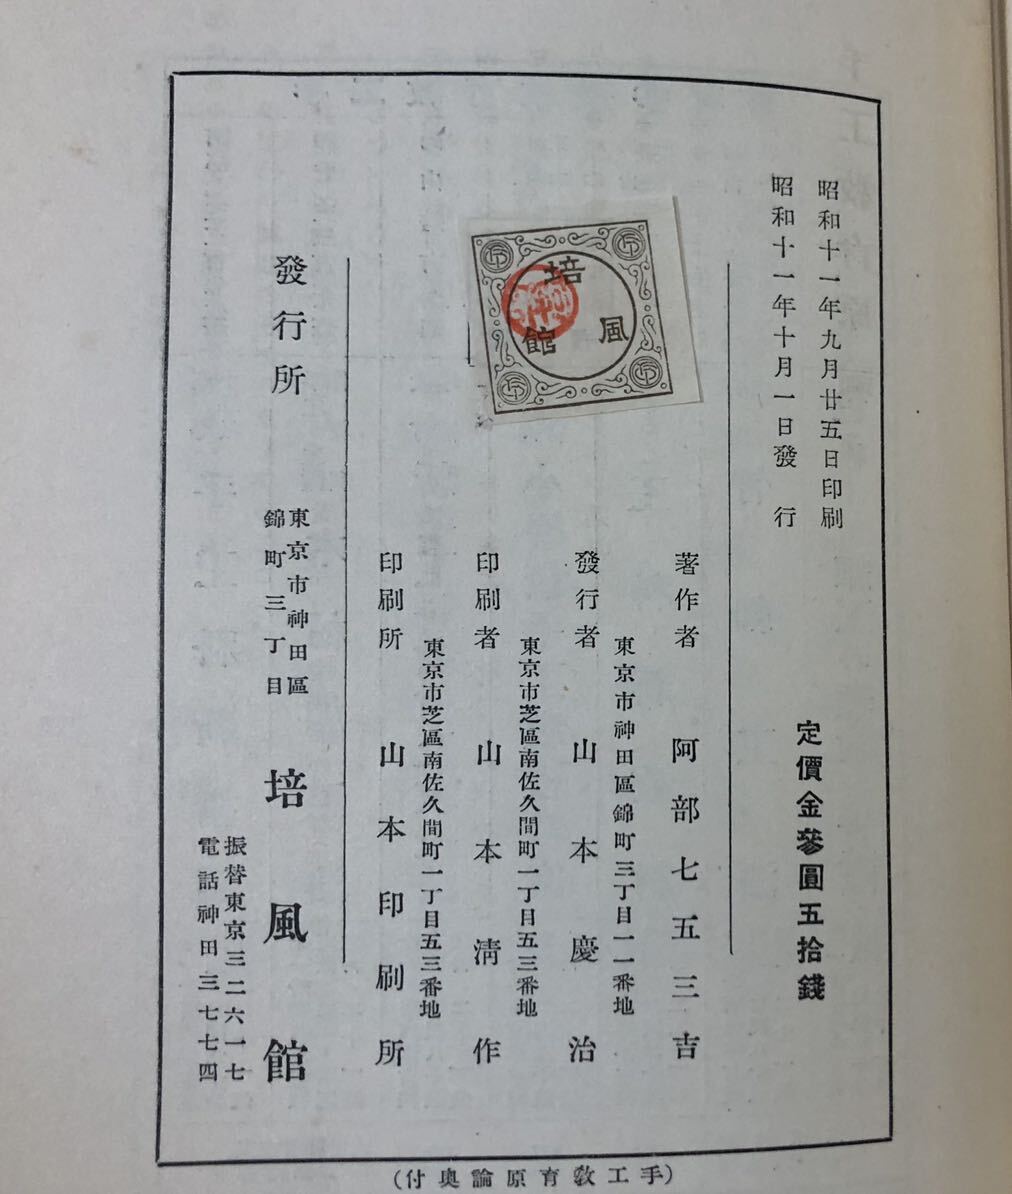 昭和十一年九月廿五日印刷
昭和十一年十月一日發行
定價金參圓五拾錢
著作者 阿部七五三吉
東京市神田區錦町三丁目一一番地
發行者 山本慶治
東京市芝區南佐久間町一丁目五三番地
印刷者 山本淸作
東京市芝區南佐久間町一丁目五三番地
印刷所 山本印刷所
培風館
發行所
東京市神田區
錦町三丁目
培風館
振替東京三二六一七
電話神田三七七四
(手工敎育原論奧付)